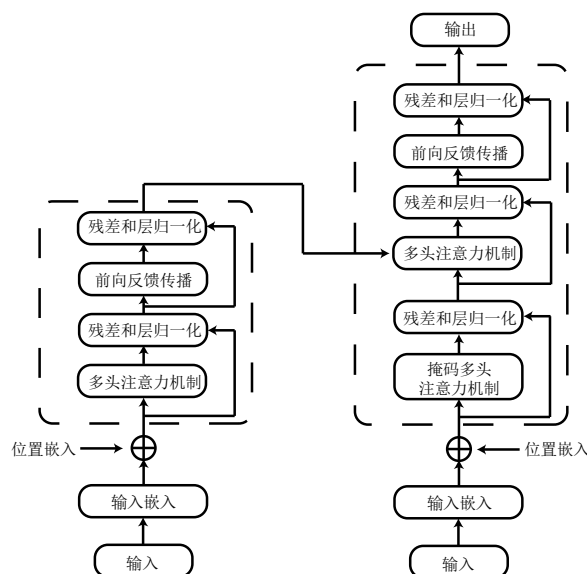 输出
残差和层归一化
前向反馈传播
残差和层归一化
多头注意力机制
残差和层归一化
掩码多头
注意力机制
位置嵌入
输入嵌入
输入
残差和层归一化
前向反馈传播
残差和层归一化
多头注意力机制
位置嵌入
输入嵌入
输入